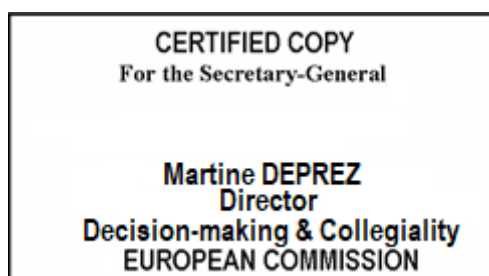 CERTIFIED COPY
For the Secretary-General
Martine DEPREZ
Director
Decision-making & Collegiality
EUROPEAN COMMISSION